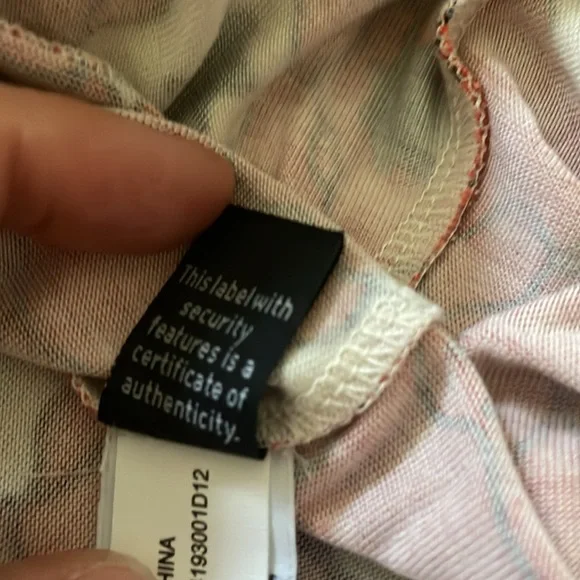 This label with
security
features is a
certificate of
authenticity.
HINA
193001D12